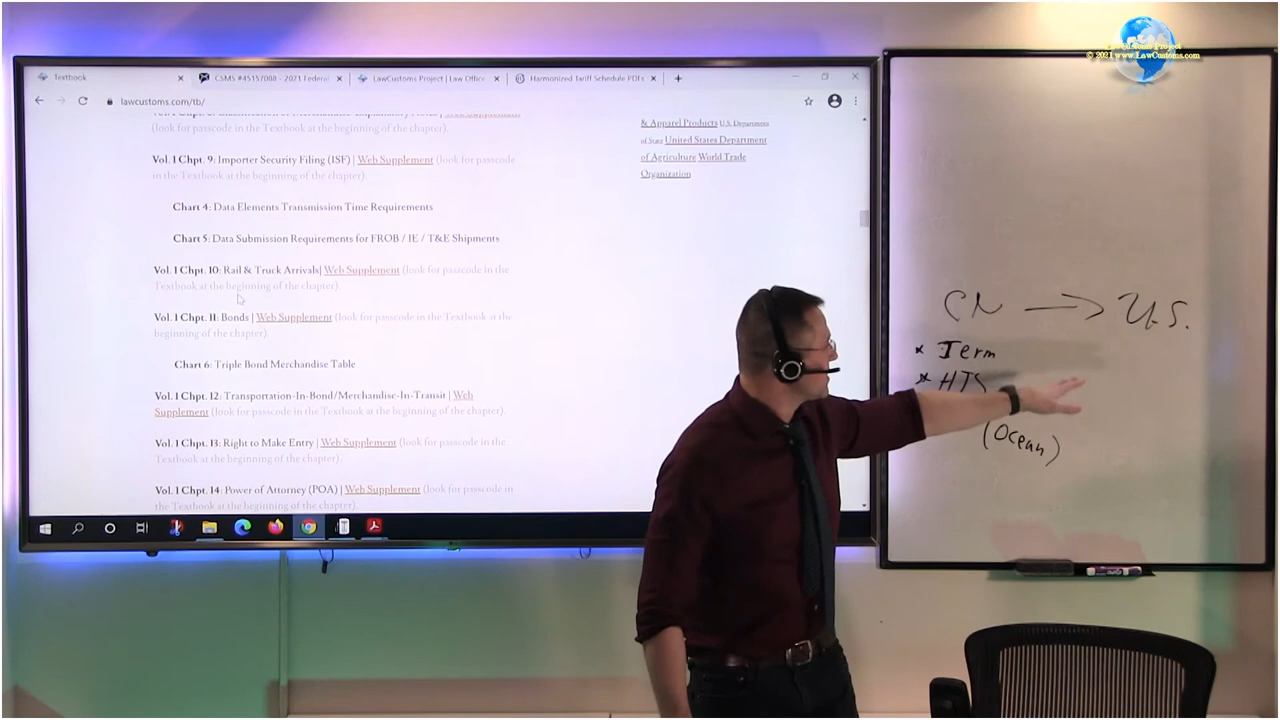 LawCustoms Project
© 2021 www.LawCustoms.com
Textbook
CSMS #45157088 - 2021 Federal
LawCustoms Project | Law Office
Harmonized Tariff Schedule PDFs
lawcustoms.com/tb/
(look for passcode in the Textbook at the beginning of the chapter).
& Apparel Products U.S. Department
of State United States Department
of Agriculture World Trade
Organization
Vol. 1 Chpt. 9: Importer Security Filing (ISF) | Web Supplement (look for passcode
in the Textbook at the beginning of the chapter).
Chart 4: Data Elements Transmission Time Requirements
Chart 5: Data Submission Requirements for FROB / IE / T&E Shipments
Vol. 1 Chpt. 10: Rail & Truck Arrivals| Web Supplement (look for passcode in the
Textbook at the beginning of the chapter).
Vol. 1 Chpt. 11: Bonds | Web Supplement (look for passcode in the Textbook at the
beginning of the chapter).
Chart 6: Triple Bond Merchandise Table
Vol. 1 Chpt. 12: Transportation-In-Bond/Merchandise-In-Transit | Web
Supplement (look for passcode in the Textbook at the beginning of the chapter).
Vol. 1 Chpt. 13: Right to Make Entry | Web Supplement (look for passcode in the
Textbook at the beginning of the chapter).
Vol. 1 Chpt. 14: Power of Attorney (POA) | Web Supplement (look for passcode in
the Textbook at the beginning of the chapter).
CN → U.S.
* Term
* HTS
(Ocean)